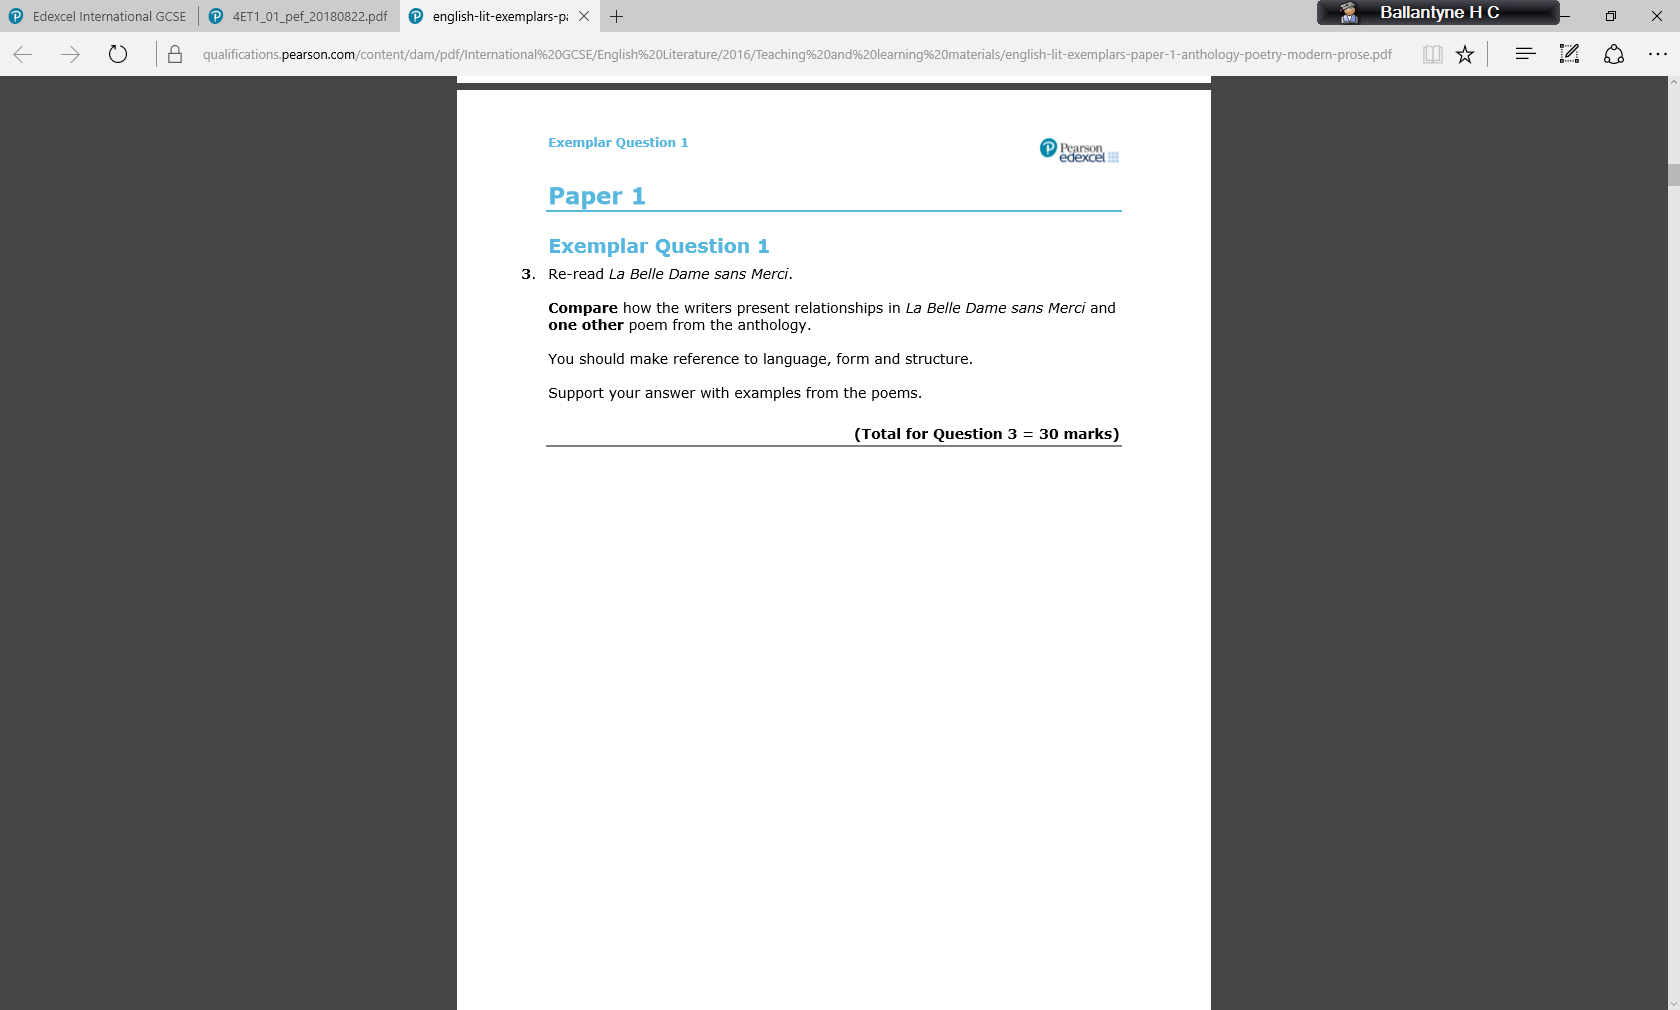 Edexcel International GCSE
4ET1_01_pef_20180822.pdf
english-lit-exemplars-pa
Ballantyne H C
qualifications.pearson.com/content/dam/pdf/International%20GCSE/English%20Literature/2016/Teaching%20and%20learning%20materials/english-lit-exemplars-paper-1-anthology-poetry-modern-prose.pdf
Exemplar Question 1
Pearson
edexcel
Paper 1
Exemplar Question 1
3. Re-read La Belle Dame sans Merci.
Compare how the writers present relationships in La Belle Dame sans Merci and
one other poem from the anthology.
You should make reference to language, form and structure.
Support your answer with examples from the poems.
(Total for Question 3 = 30 marks)